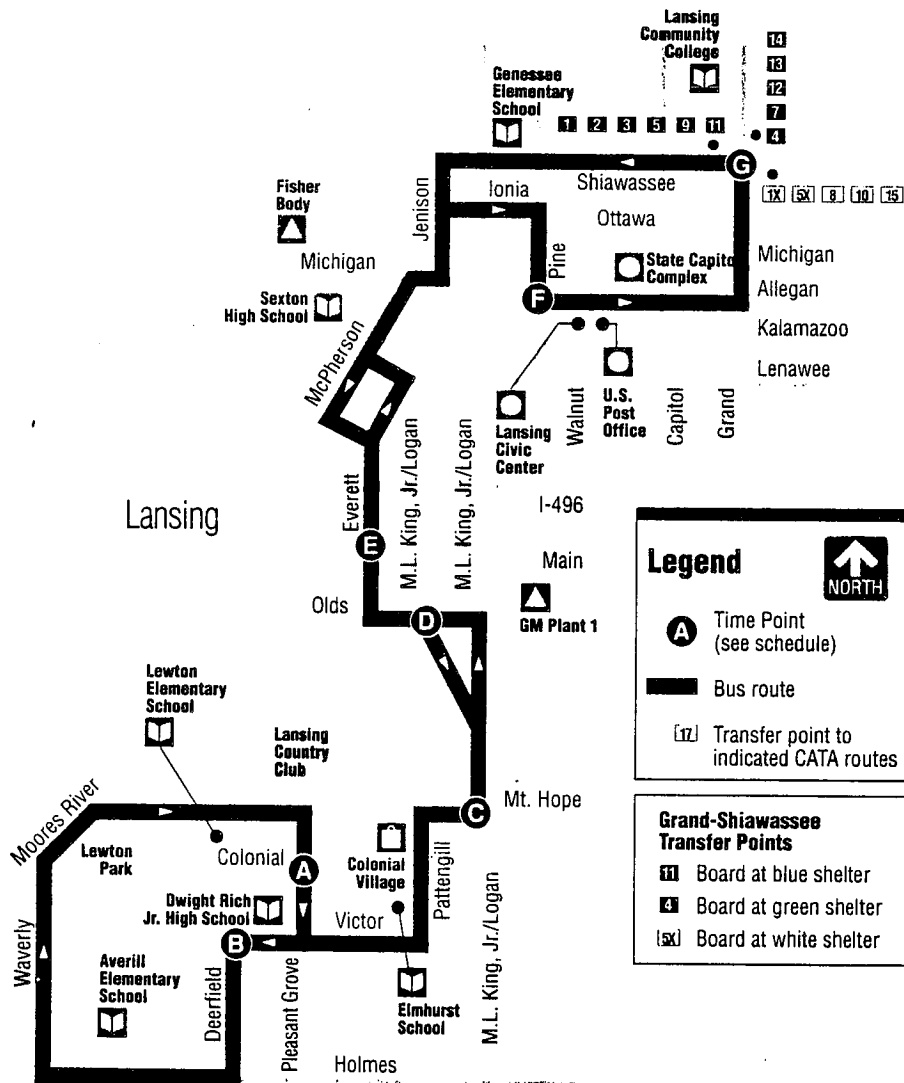 Lansing
Community
College
14
13
12
7
4
Genessee
Elementary
School
1 2 3 5 9 11
G
1X 5X 8 10 15
Shiawassee
Ionia
Ottawa
Jenison
Fisher
Body
Michigan
Pine
State Capitol
Complex
Michigan
Allegan
Kalamazoo
Lenawee
F
Sexton
High School
McPherson
Lansing
Civic
Center
Walnut
U.S.
Post
Office
Capitol
Grand
Lansing
Everett
M.L. King, Jr./Logan
M.L. King, Jr./Logan
I-496
Main
E
Olds
D
GM Plant 1
Legend
NORTH
A Time Point
(see schedule)
Bus route
17 Transfer point to
indicated CATA routes
Grand-Shiawassee
Transfer Points
11 Board at blue shelter
4 Board at green shelter
5X Board at white shelter
Lewton
Elementary
School
Lansing
Country
Club
Mt. Hope
C
Moores River
Lewton
Park
Colonial
A
Colonial
Village
Pattengill
Dwight Rich
Jr. High School
Victor
B
Waverly
Averill
Elementary
School
Deerfield
Pleasant Grove
Elmhurst
School
M.L. King, Jr./Logan
Holmes